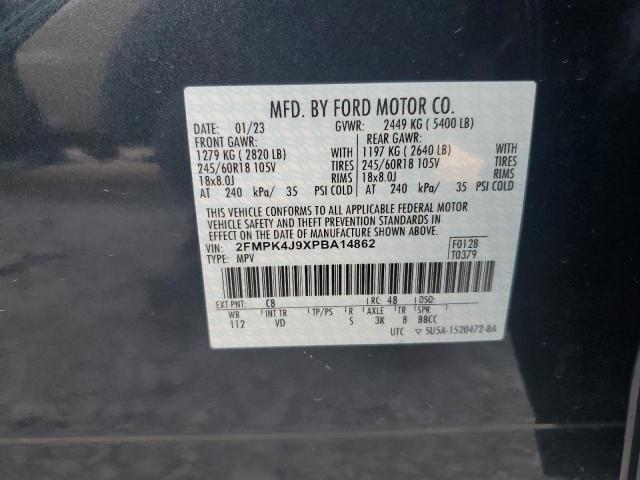 MFD. BY FORD MOTOR CO.
DATE: 01/23 GVWR: 2449 KG ( 5400 LB)
FRONT GAWR: REAR GAWR:
1279 KG ( 2820 LB) WITH 1197 KG ( 2640 LB) WITH
245/60R18 105V TIRES 245/60R18 105V TIRES
18x8.0J RIMS 18x8.0J RIMS
AT 240 kPa/ 35 PSI COLD AT 240 kPa/ 35 PSI COLD
THIS VEHICLE CONFORMS TO ALL APPLICABLE FEDERAL MOTOR
VEHICLE SAFETY AND BUMPER, THEFT PREVENTION STANDARDS
IN EFFECT ON THE DATE OF MANUFACTURE SHOWN ABOVE.
VIN: 2FMPK4J9XPBA14862 F0128
TYPE: MPV T0379
EXT PNT: C8 RC: 48 DSO:
WB INT TR TP/PS R AXLE TR SPR
112 VD S 3K 8 BBCC
UTC ▽ 5U5A-1520472-BA